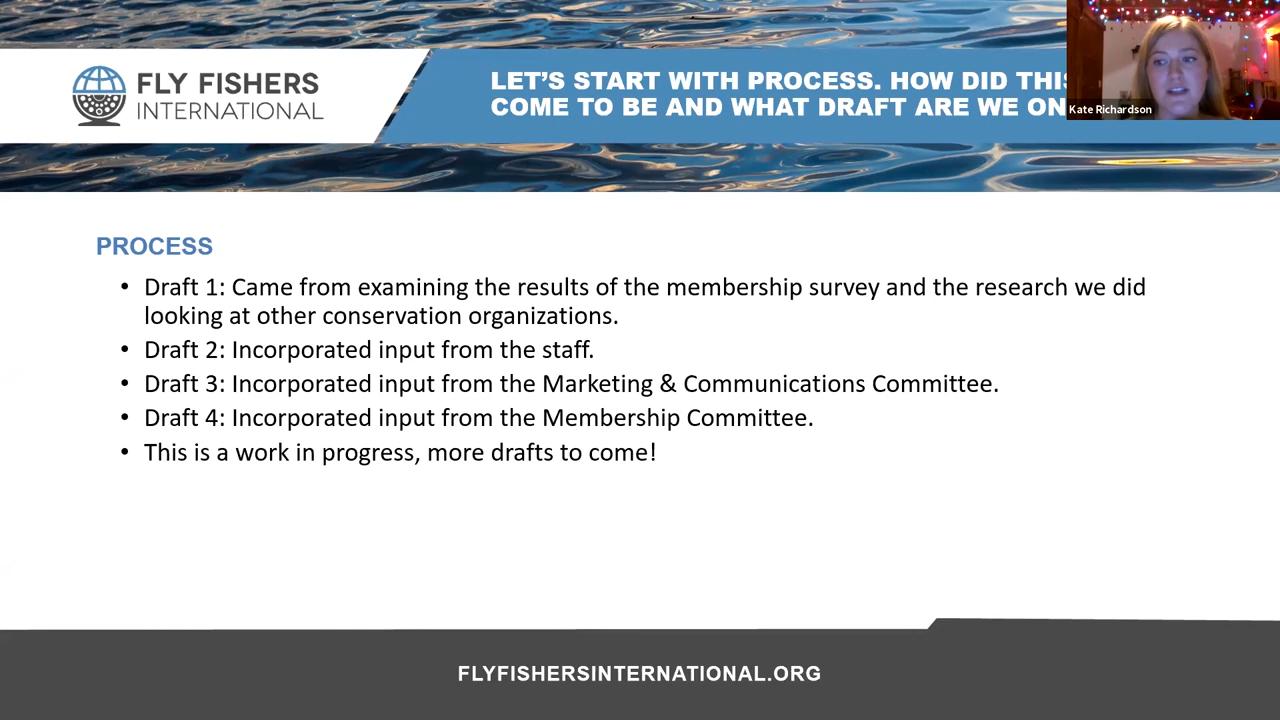 FLY FISHERS
INTERNATIONAL
LET’S START WITH PROCESS. HOW DID THIS
COME TO BE AND WHAT DRAFT ARE WE ON
Kate Richardson
PROCESS
• Draft 1: Came from examining the results of the membership survey and the research we did
looking at other conservation organizations.
• Draft 2: Incorporated input from the staff.
• Draft 3: Incorporated input from the Marketing & Communications Committee.
• Draft 4: Incorporated input from the Membership Committee.
• This is a work in progress, more drafts to come!
FLYFISHERSINTERNATIONAL.ORG